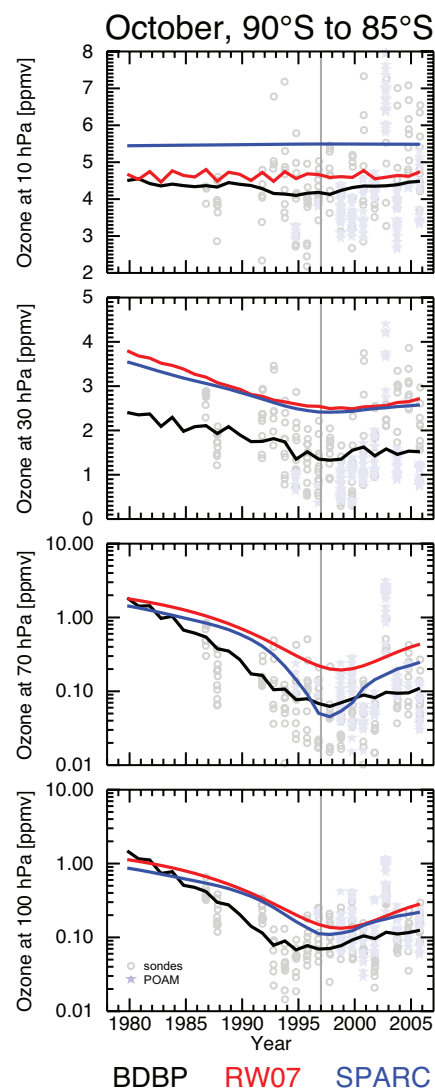 October, 90°S to 85°S
Ozone at 10 hPa [ppmv]
8
7
6
5
4
3
2
Ozone at 30 hPa [ppmv]
5
4
3
2
1
0
Ozone at 70 hPa [ppmv]
10.00
1.00
0.10
0.01
Ozone at 100 hPa [ppmv]
10.00
1.00
0.10
0.01
sondes
POAM
1980 1985 1990 1995 2000 2005
Year
BDBP RW07 SPARC